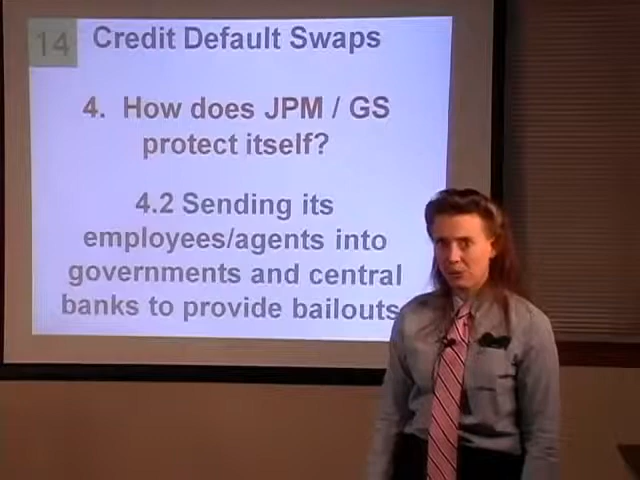 14
Credit Default Swaps
4. How does JPM / GS
protect itself?
4.2 Sending its
employees/agents into
governments and central
banks to provide bailouts